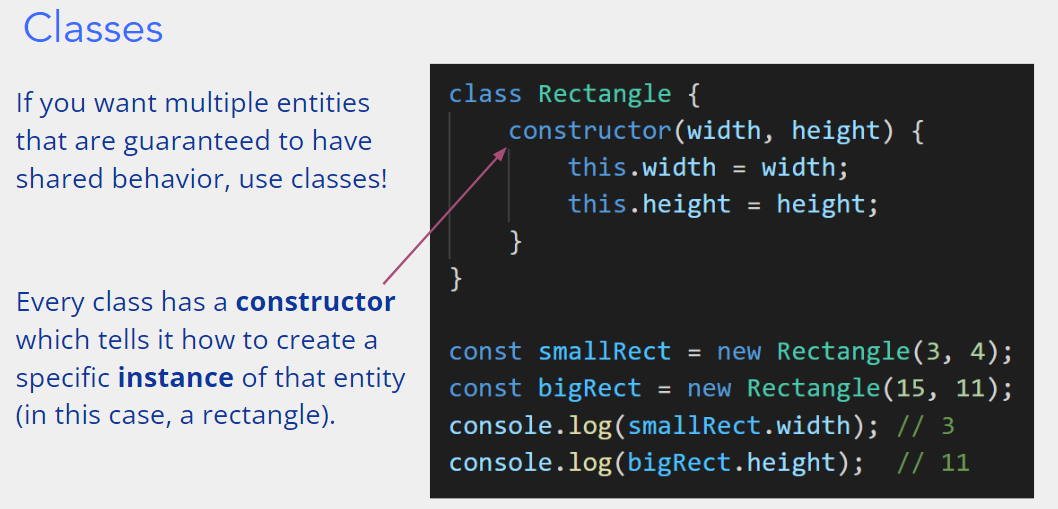 Classes
If you want multiple entities
that are guaranteed to have
shared behavior, use classes!
Every class has a constructor
which tells it how to create a
specific instance of that entity
(in this case, a rectangle).
class Rectangle {
    constructor(width, height) {
        this.width = width;
        this.height = height;
    }
}
const smallRect = new Rectangle(3, 4);
const bigRect = new Rectangle(15, 11);
console.log(smallRect.width); // 3
console.log(bigRect.height);  // 11